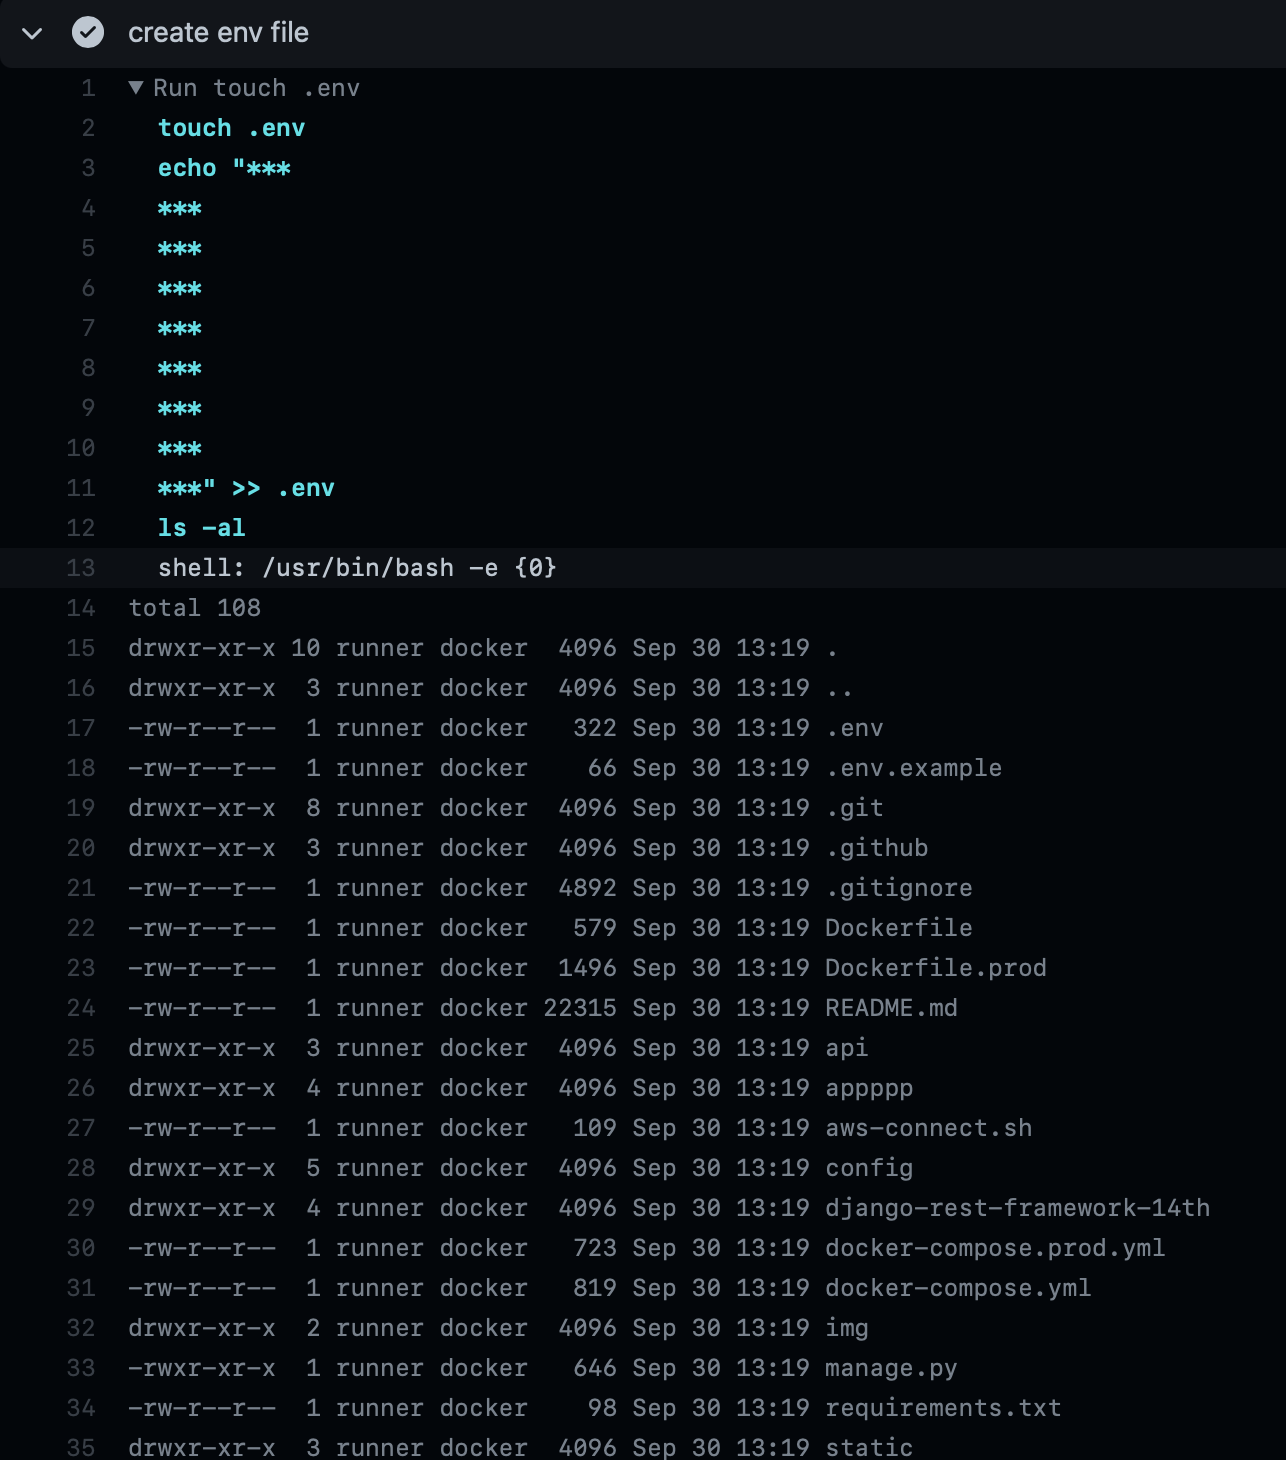 create env file
1 ▼ Run touch .env
2 touch .env
3 echo "***
4 ***
5 ***
6 ***
7 ***
8 ***
9 ***
10 ***
11 ***" >> .env
12 ls -al
13 shell: /usr/bin/bash -e {0}
14 total 108
15 drwxr-xr-x 10 runner docker  4096 Sep 30 13:19 .
16 drwxr-xr-x  3 runner docker  4096 Sep 30 13:19 ..
17 -rw-r--r--  1 runner docker   322 Sep 30 13:19 .env
18 -rw-r--r--  1 runner docker    66 Sep 30 13:19 .env.example
19 drwxr-xr-x  8 runner docker  4096 Sep 30 13:19 .git
20 drwxr-xr-x  3 runner docker  4096 Sep 30 13:19 .github
21 -rw-r--r--  1 runner docker  4892 Sep 30 13:19 .gitignore
22 -rw-r--r--  1 runner docker   579 Sep 30 13:19 Dockerfile
23 -rw-r--r--  1 runner docker  1496 Sep 30 13:19 Dockerfile.prod
24 -rw-r--r--  1 runner docker 22315 Sep 30 13:19 README.md
25 drwxr-xr-x  3 runner docker  4096 Sep 30 13:19 api
26 drwxr-xr-x  4 runner docker  4096 Sep 30 13:19 appppp
27 -rw-r--r--  1 runner docker   109 Sep 30 13:19 aws-connect.sh
28 drwxr-xr-x  5 runner docker  4096 Sep 30 13:19 config
29 drwxr-xr-x  4 runner docker  4096 Sep 30 13:19 django-rest-framework-14th
30 -rw-r--r--  1 runner docker   723 Sep 30 13:19 docker-compose.prod.yml
31 -rw-r--r--  1 runner docker   819 Sep 30 13:19 docker-compose.yml
32 drwxr-xr-x  2 runner docker  4096 Sep 30 13:19 img
33 -rwxr-xr-x  1 runner docker   646 Sep 30 13:19 manage.py
34 -rw-r--r--  1 runner docker    98 Sep 30 13:19 requirements.txt
35 drwxr-xr-x  3 runner docker  4096 Sep 30 13:19 static